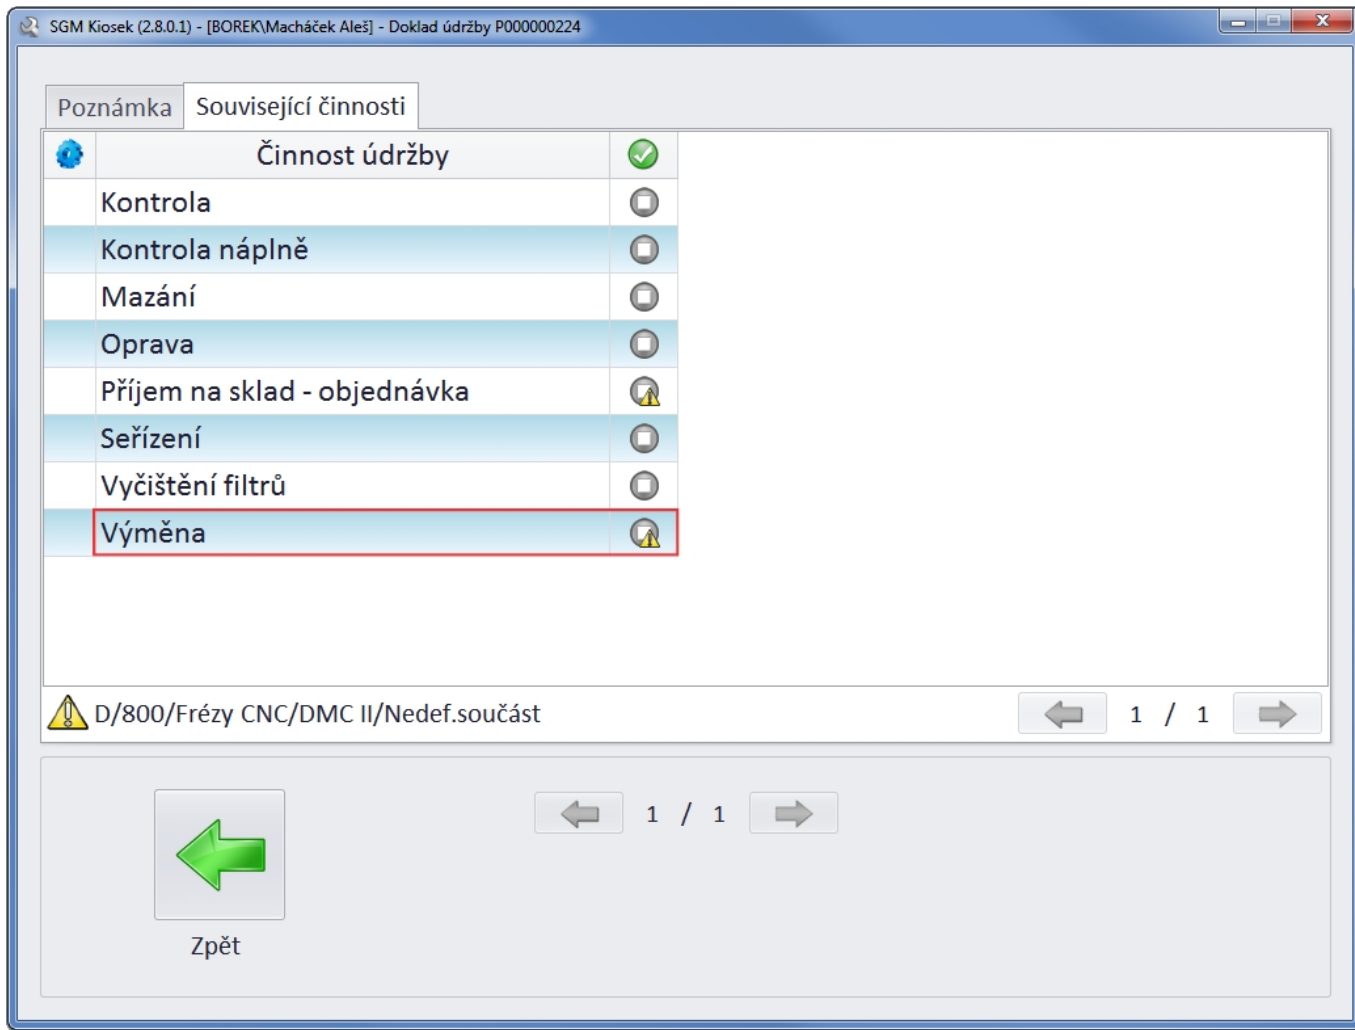 SGM Kiosek (2.8.0.1) - [BOREK\Macháček Aleš] - Doklad údržby P000000224
Poznámka Související činnosti
Činnost údržby
Kontrola
Kontrola náplně
Mazání
Oprava
Příjem na sklad - objednávka
Seřízení
Vyčištění filtrů
Výměna
D/800/Frézy CNC/DMC II/Nedef.součást 1 / 1
1 / 1
Zpět